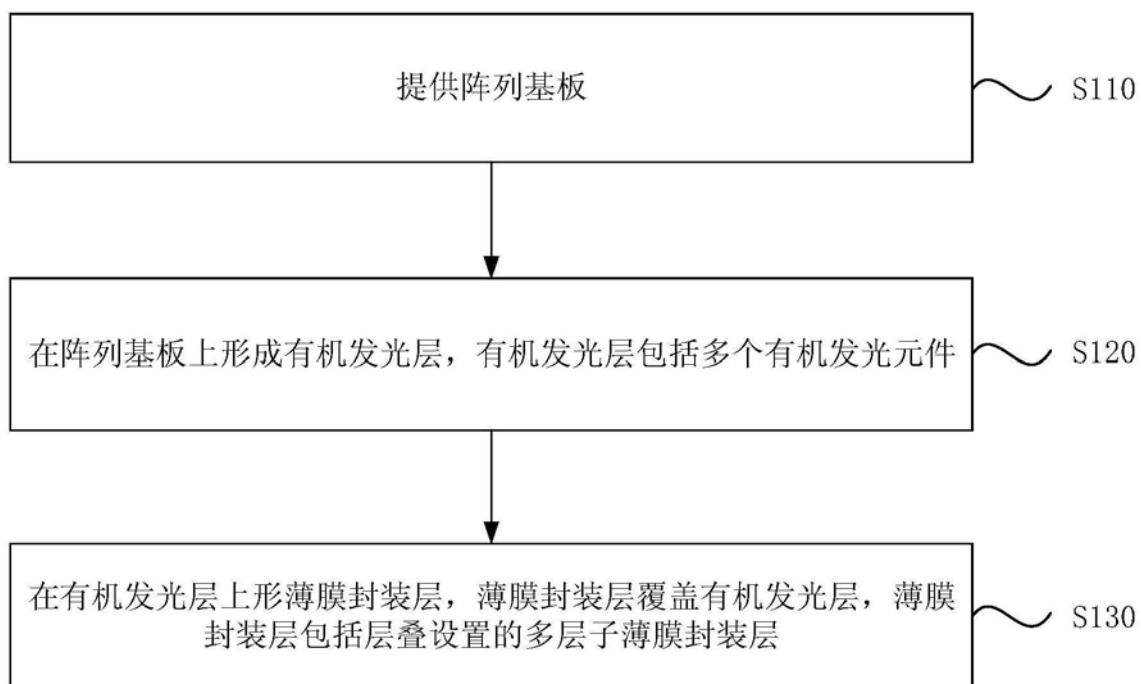 提供阵列基板
S110
在阵列基板上形成有机发光层，有机发光层包括多个有机发光元件
S120
在有机发光层上形薄膜封装层，薄膜封装层覆盖有机发光层，薄膜
封装层包括层叠设置的多层子薄膜封装层
S130